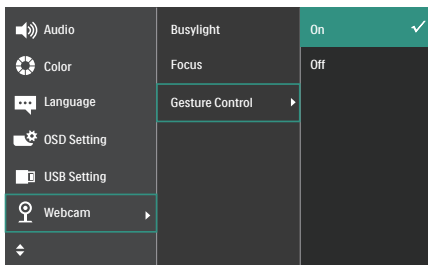 Audio
Color
Language
OSD Setting
USB Setting
Webcam
Busylight
Focus
Gesture Control
On
Off